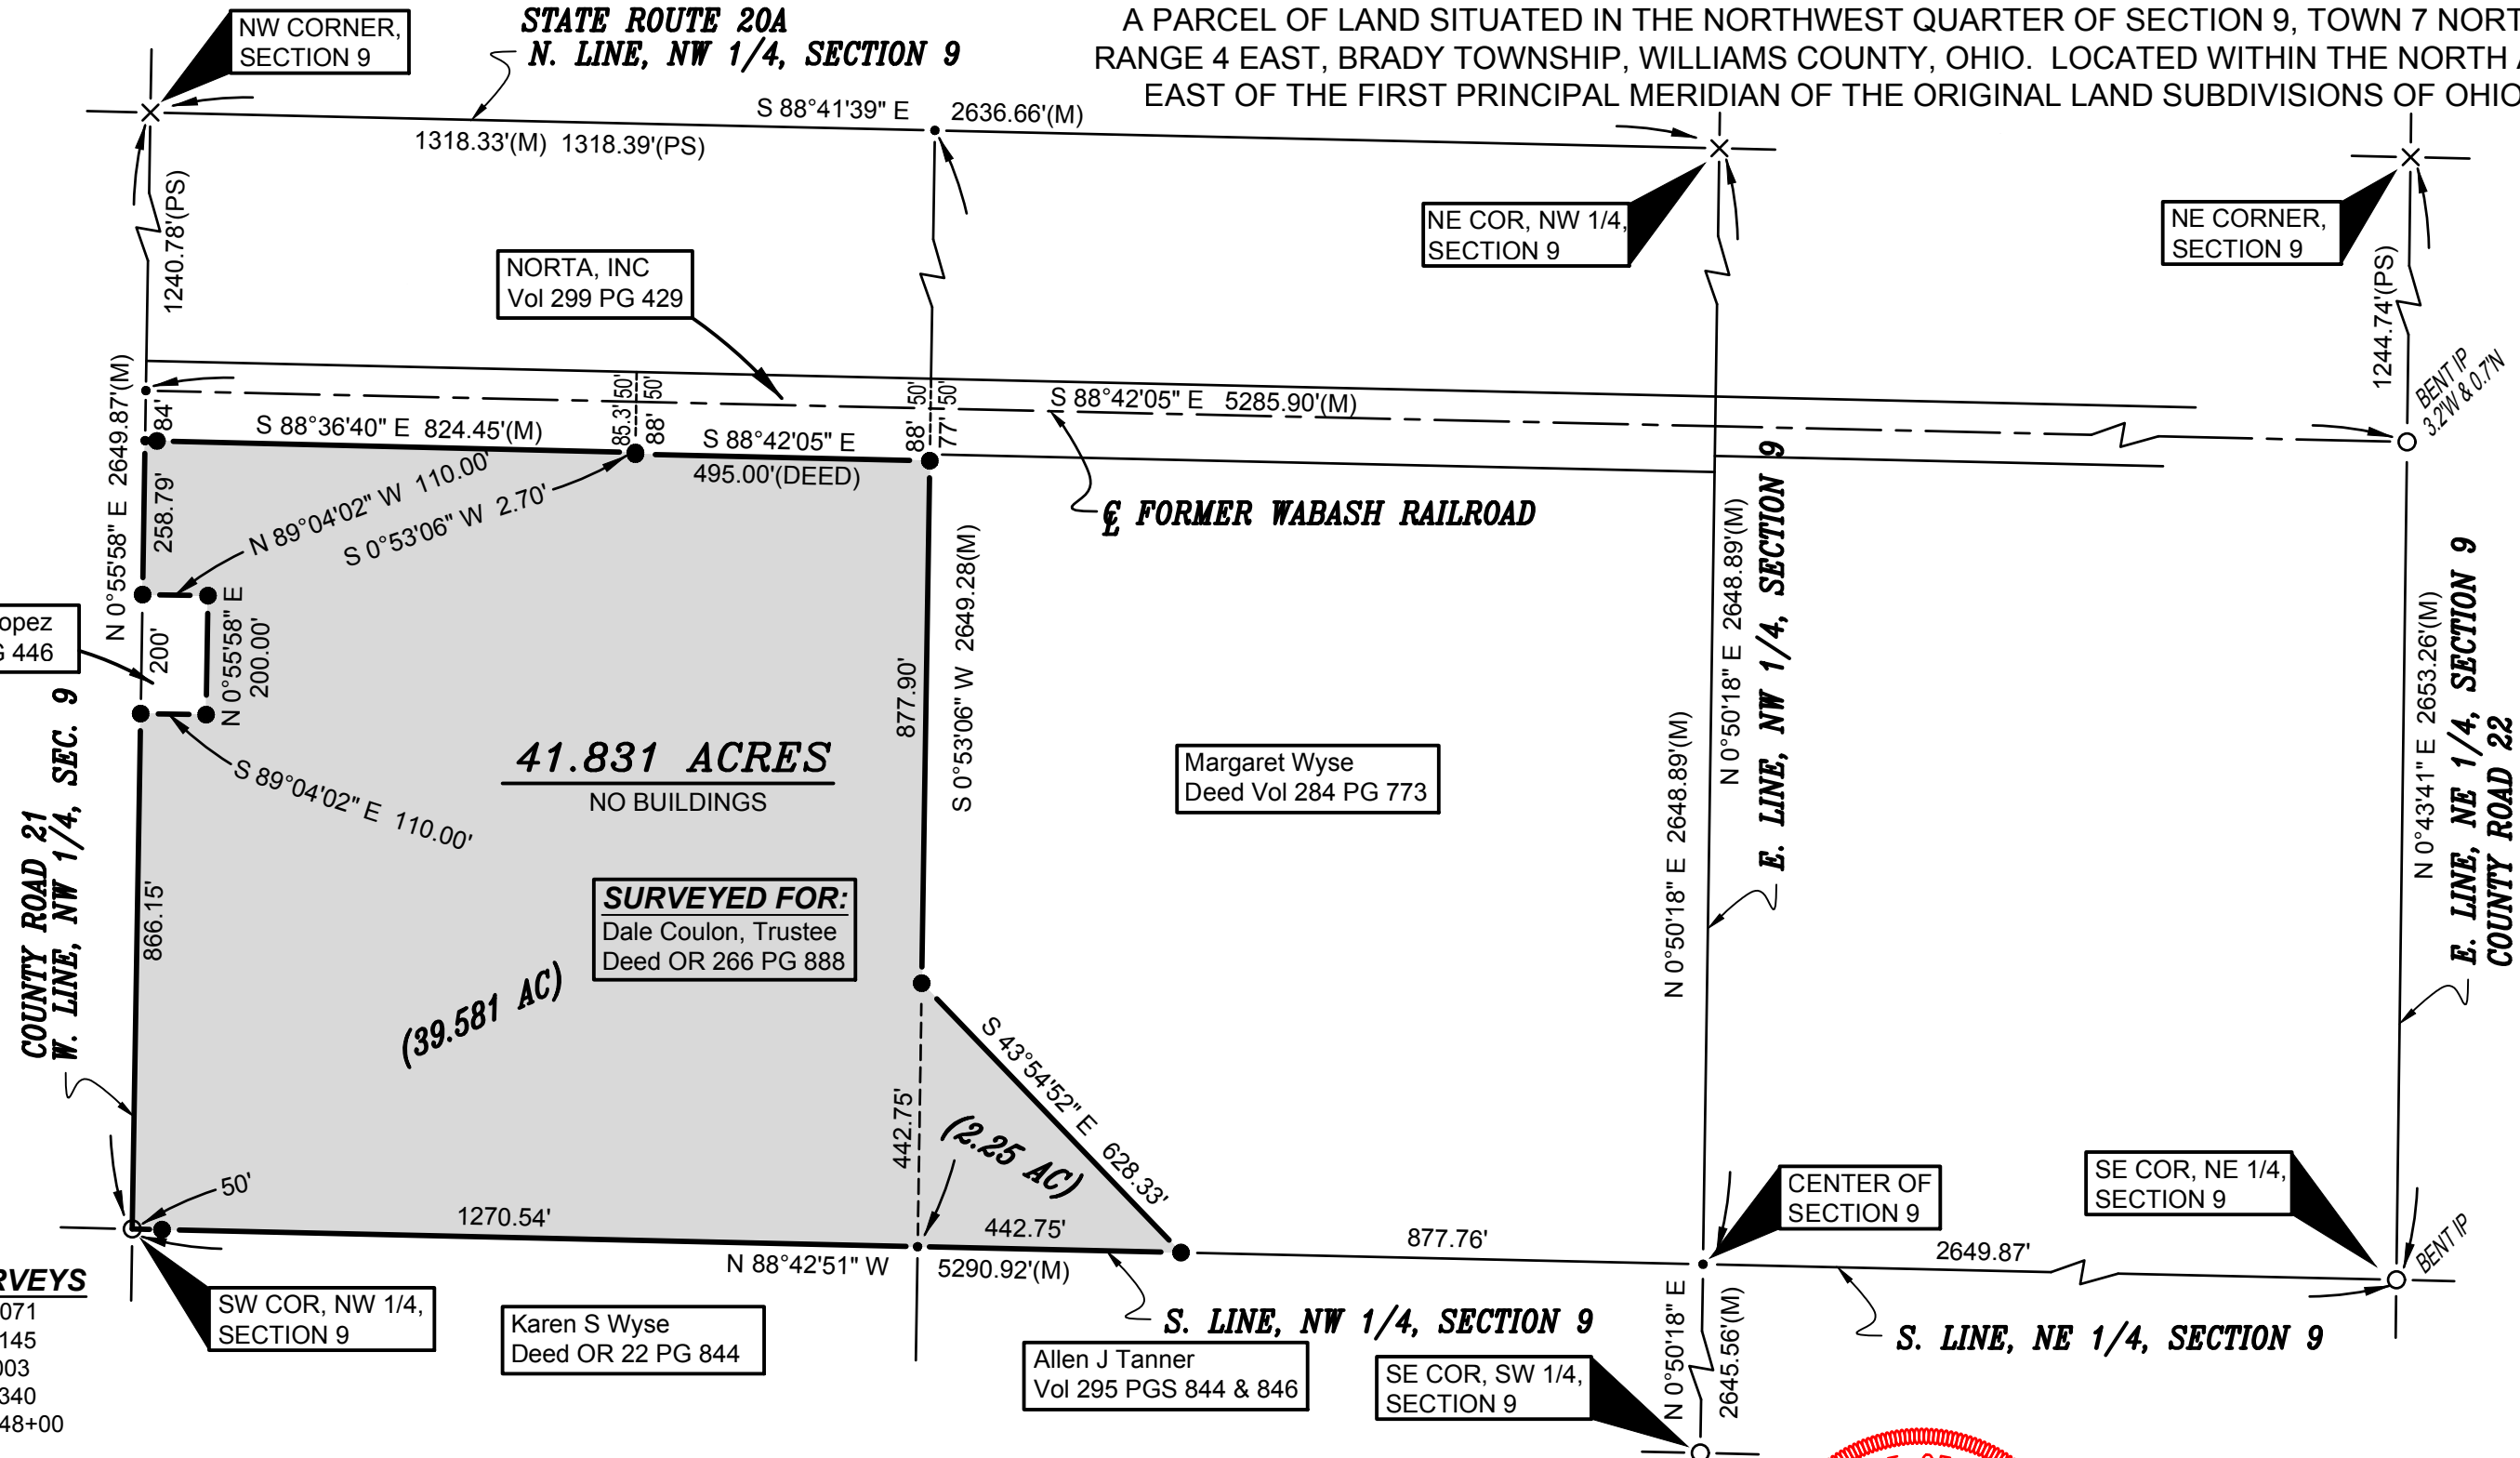 A PARCEL OF LAND SITUATED IN THE NORTHWEST QUARTER OF SECTION 9, TOWN 7 NORT
RANGE 4 EAST, BRADY TOWNSHIP, WILLIAMS COUNTY, OHIO. LOCATED WITHIN THE NORTH
EAST OF THE FIRST PRINCIPAL MERIDIAN OF THE ORIGINAL LAND SUBDIVISIONS OF OHIO
NW CORNER,
SECTION 9
STATE ROUTE 20A
N. LINE, NW 1/4, SECTION 9
S 88°41'39" E 2636.66'(M)
1318.33'(M) 1318.39'(PS)
1240.78'(PS)
NE COR, NW 1/4,
SECTION 9
NE CORNER,
SECTION 9
1244.74'(PS)
BENT IP
3.2'W & 0.7'N
NORTA, INC
Vol 299 PG 429
N 0°55'58" E 2649.87'(M)
84'
S 88°36'40" E 824.45'(M)
85.3' 50'
88' 50'
S 88°42'05" E
495.00'(DEED)
88' 50'
77' 50'
S 88°42'05" E 5285.90'(M)
℄ FORMER WABASH RAILROAD
258.79'
N 89°04'02" W 110.00'
S 0°53'06" W 2.70'
opez
G 446
200'
N 0°55'58" E
200.00'
S 89°04'02" E 110.00'
41.831 ACRES
NO BUILDINGS
877.90'
S 0°53'06" W 2649.28(M)
Margaret Wyse
Deed Vol 284 PG 773
N 0°50'18" E 2648.89'(M)
N 0°50'18" E 2648.89'(M)
E. LINE, NW 1/4, SECTION 9
N 0°43'41" E 2653.26'(M)
E. LINE, NE 1/4, SECTION 9
COUNTY ROAD 22
COUNTY ROAD 21
W. LINE, NW 1/4, SEC. 9
866.15'
SURVEYED FOR:
Dale Coulon, Trustee
Deed OR 266 PG 888
(39.581 AC)
S 43°54'52" E 628.33'
442.75'
(2.25 AC)
50'
1270.54'
442.75'
N 88°42'51" W 5290.92'(M)
877.76'
CENTER OF
SECTION 9
2649.87'
SE COR, NE 1/4,
SECTION 9
BENT IP
RVEYS
071
145
003
340
48+00
SW COR, NW 1/4,
SECTION 9
Karen S Wyse
Deed OR 22 PG 844
S. LINE, NW 1/4, SECTION 9
Allen J Tanner
Vol 295 PGS 844 & 846
SE COR, SW 1/4,
SECTION 9
N 0°50'18" E
2645.56'(M)
S. LINE, NE 1/4, SECTION 9